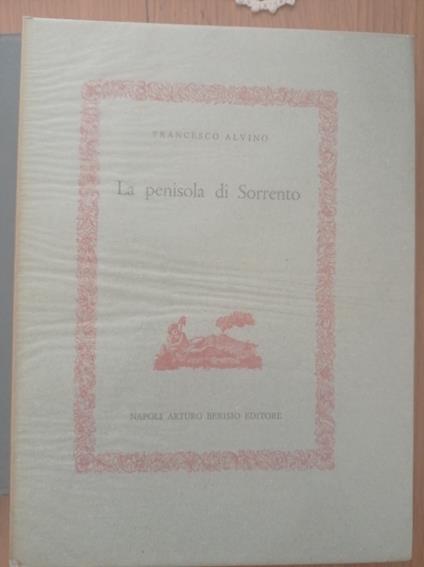 FRANCESCO ALVINO
La penisola di Sorrento
NAPOLI ARTURO BERISIO EDITORE